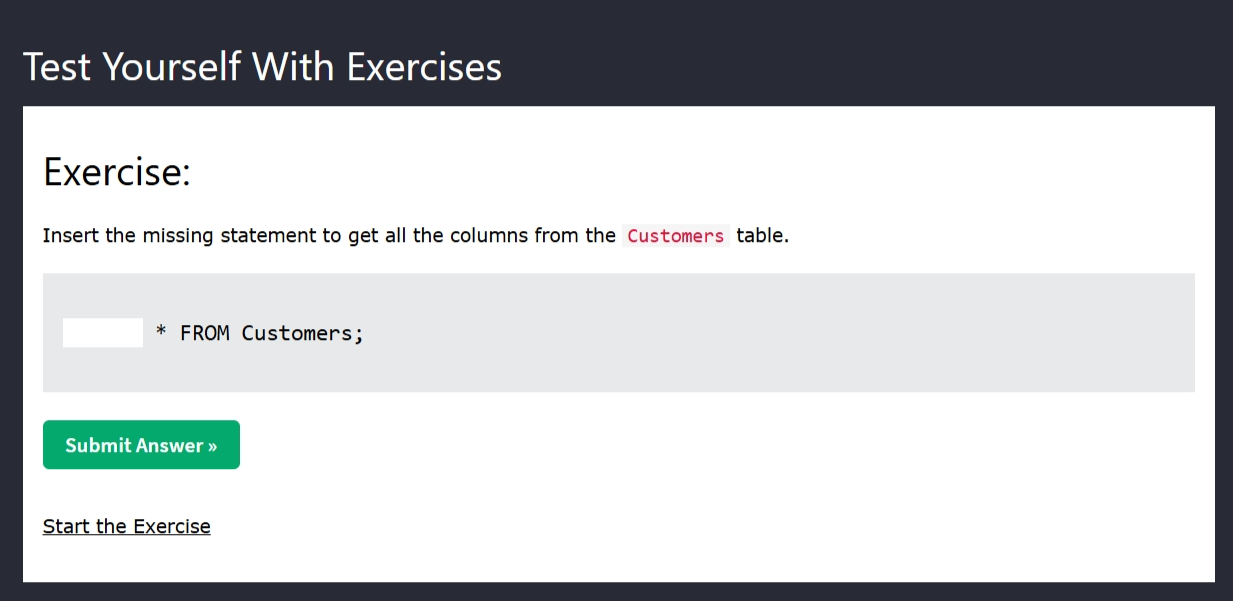 Test Yourself With Exercises
Exercise:
Insert the missing statement to get all the columns from the Customers table.
* FROM Customers;
Submit Answer »
Start the Exercise